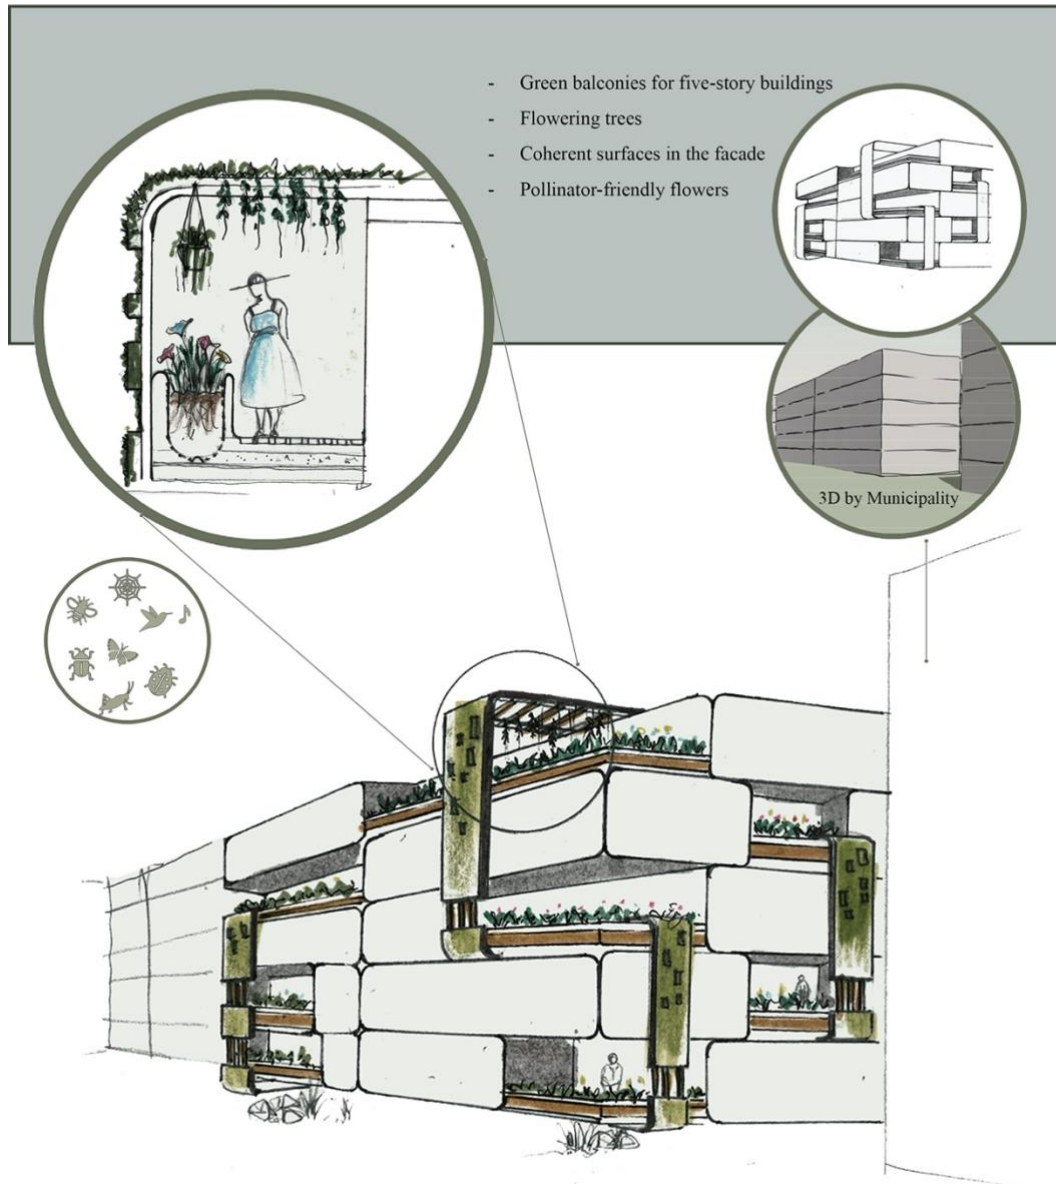 - Green balconies for five-story buildings
- Flowering trees
- Coherent surfaces in the facade
- Pollinator-friendly flowers
3D by Municipality